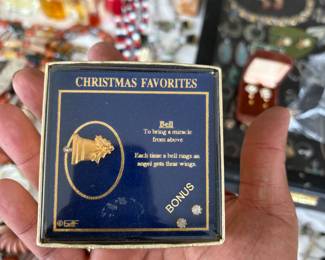 CHRISTMAS FAVORITES
Bell
To bring a miracle
from above
Each time a bell rings an
angel gets their wings.
BONUS